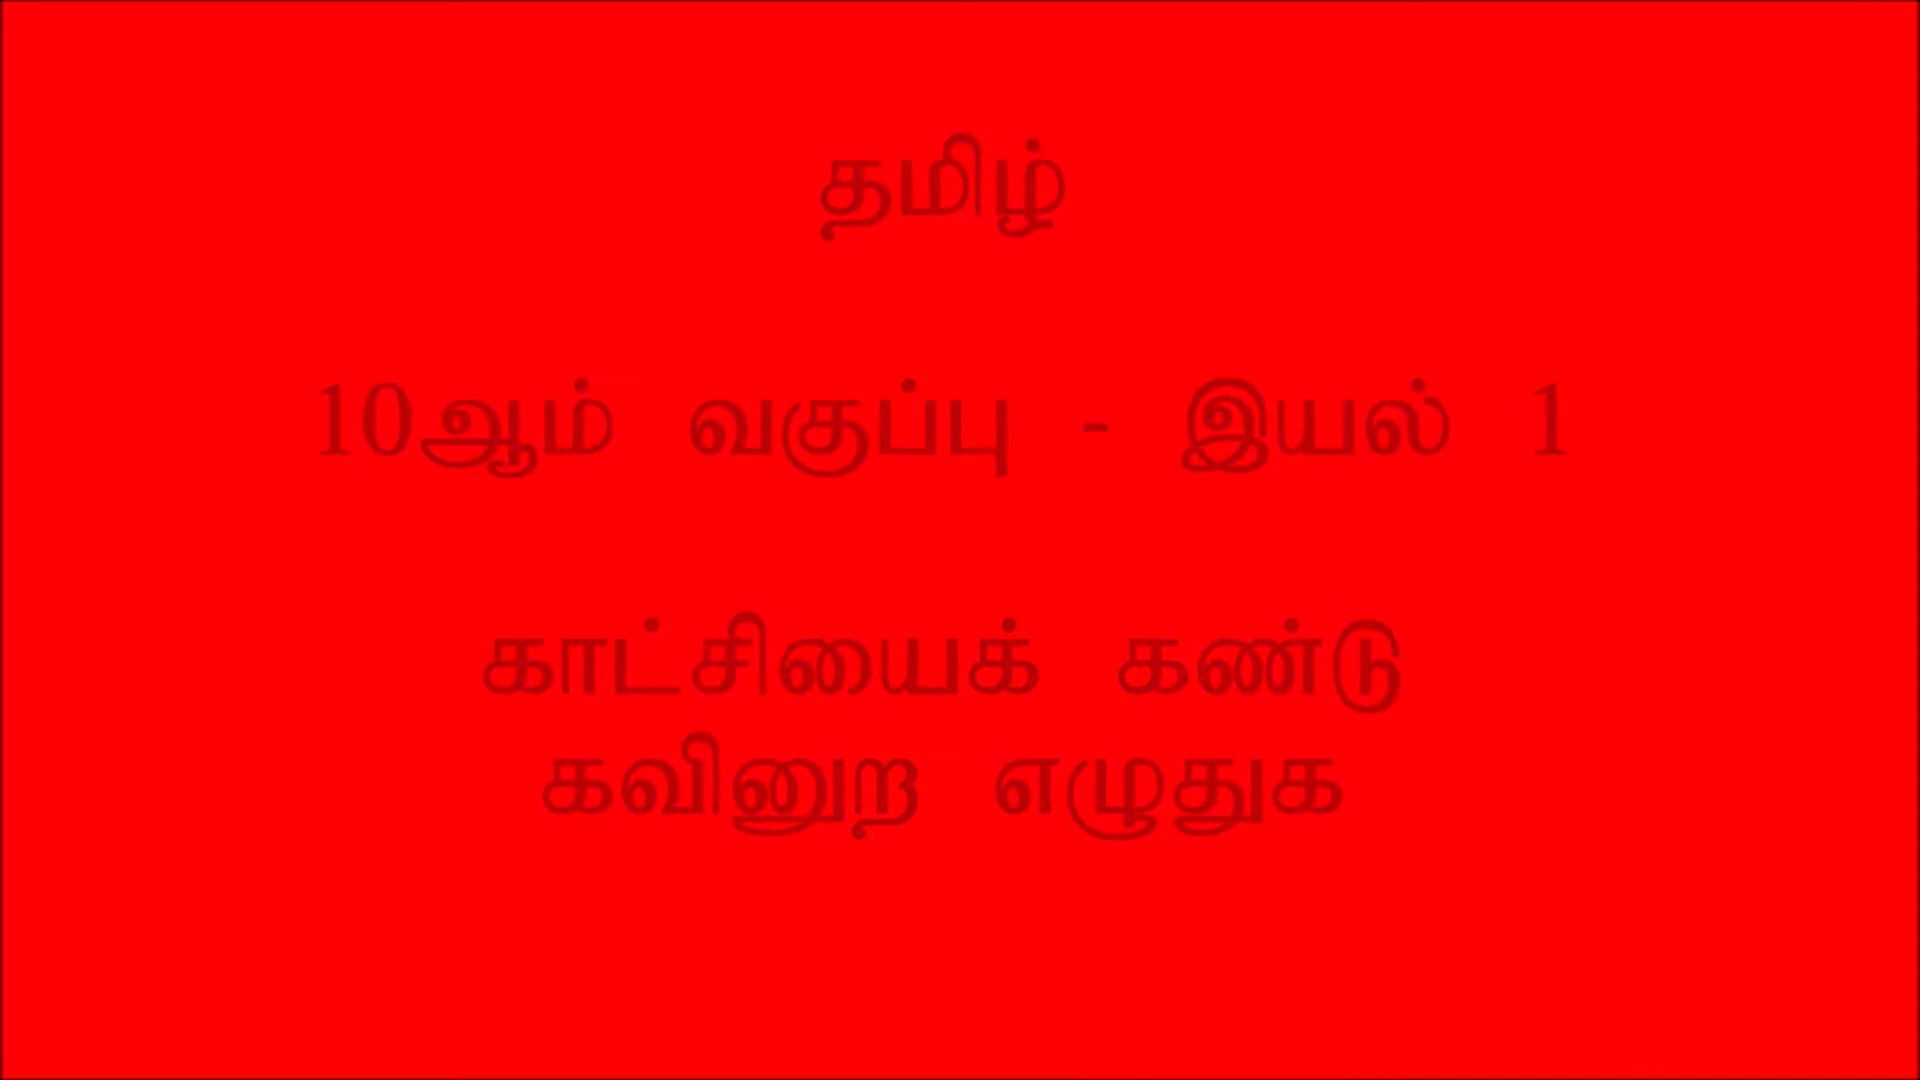 தமிழ்
10ஆம் வகுப்பு - இயல் 1
காட்சியைக் கண்டு
கவினுற எழுதுக